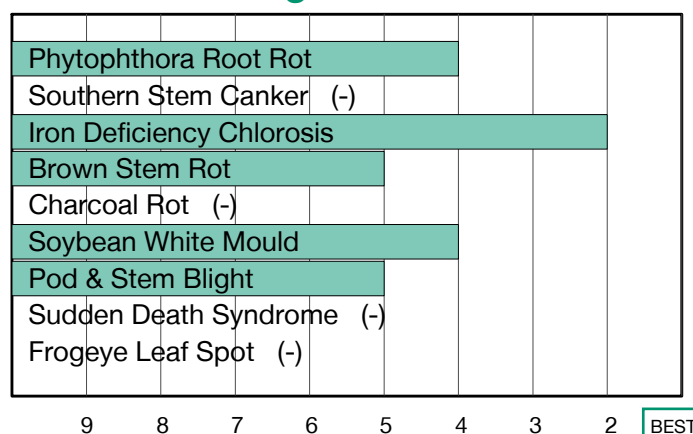 Phytophthora Root Rot
Southern Stem Canker (-)
Iron Deficiency Chlorosis
Brown Stem Rot
Charcoal Rot (-)
Soybean White Mould
Pod & Stem Blight
Sudden Death Syndrome (-)
Frogeye Leaf Spot (-)
9 8 7 6 5 4 3 2 BEST